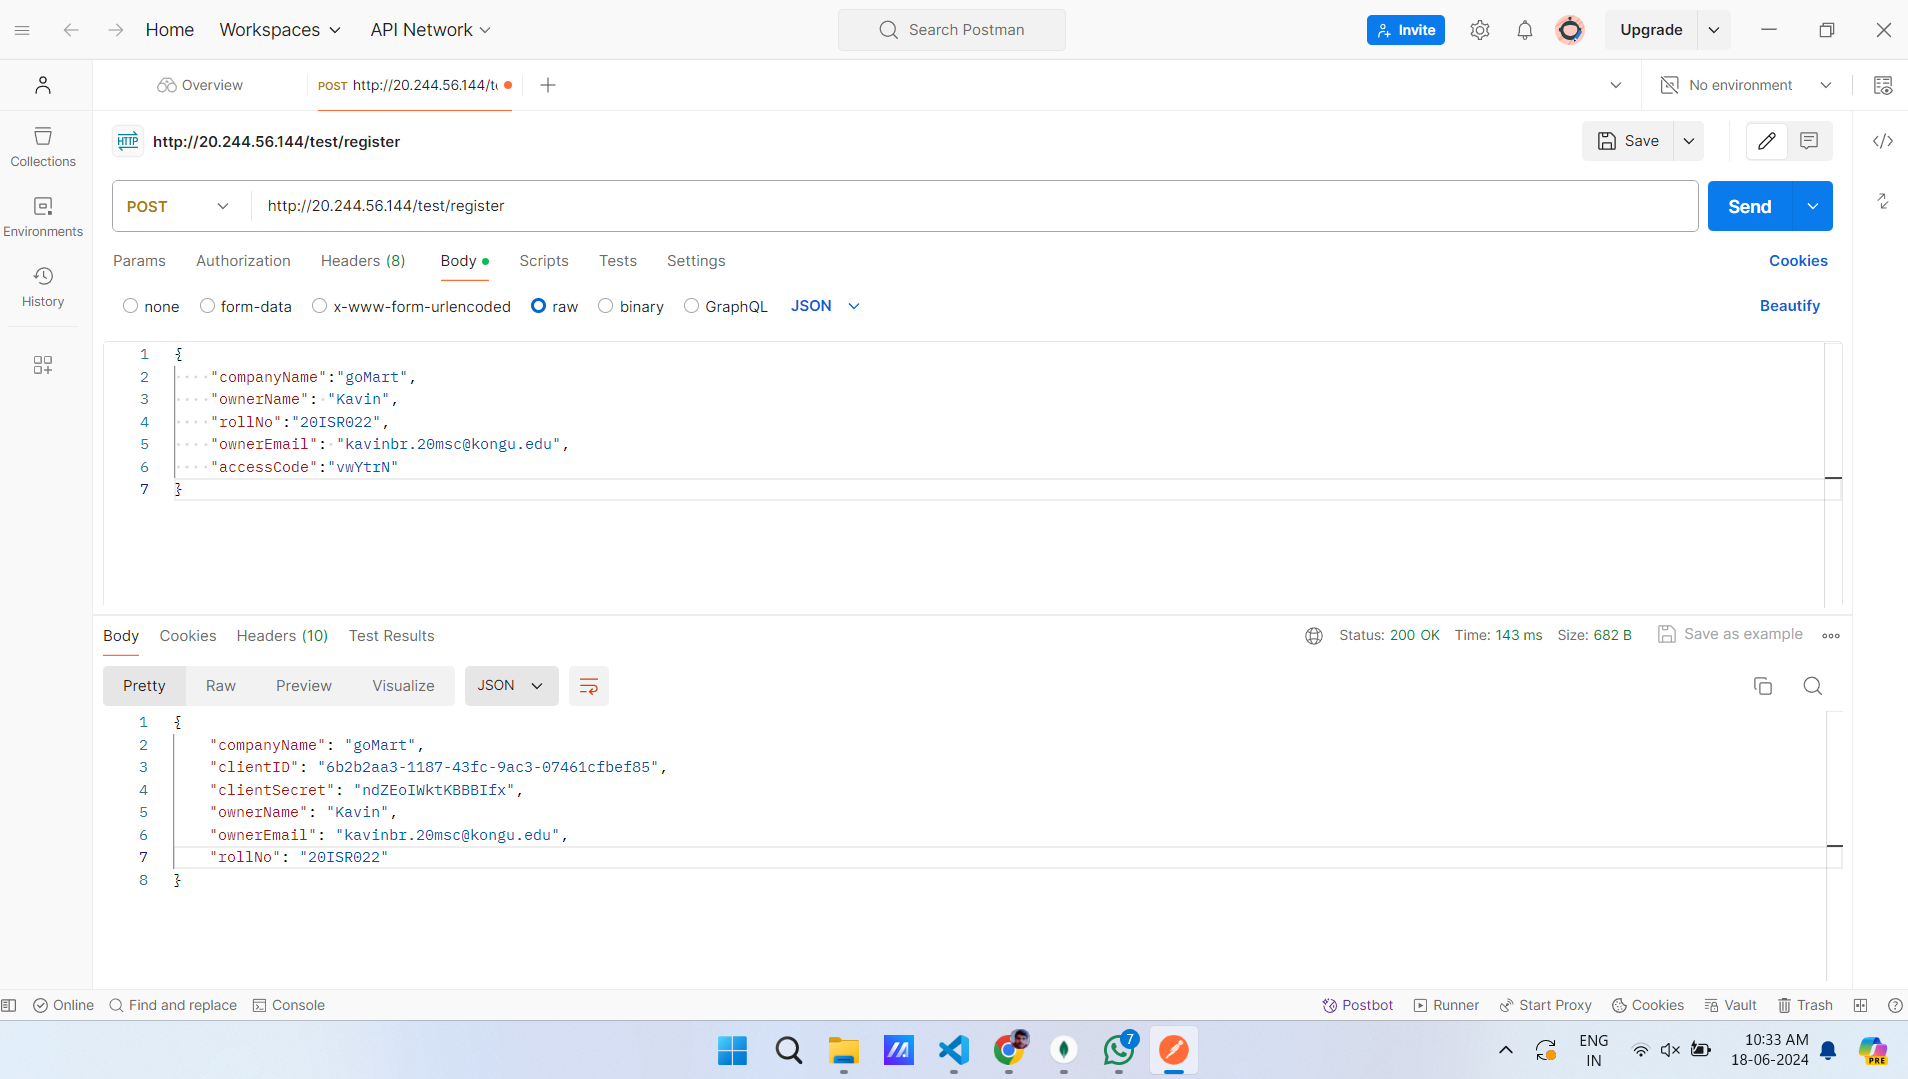 Home Workspaces API Network Search Postman Invite Upgrade
Overview POST http://20.244.56.144/t No environment
HTTP http://20.244.56.144/test/register Save
Collections
POST http://20.244.56.144/test/register Send
Environments
Params Authorization Headers (8) Body Scripts Tests Settings Cookies
History
none form-data x-www-form-urlencoded raw binary GraphQL JSON Beautify
1 {
2 "companyName":"goMart",
3 "ownerName": "Kavin",
4 "rollNo":"20ISR022",
5 "ownerEmail": "kavinbr.20msc@kongu.edu",
6 "accessCode":"vwYtrN"
7 }
Body Cookies Headers (10) Test Results Status: 200 OK Time: 143 ms Size: 682 B Save as example
Pretty Raw Preview Visualize JSON
1 {
2 "companyName": "goMart",
3 "clientID": "6b2b2aa3-1187-43fc-9ac3-07461cfbef85",
4 "clientSecret": "ndZEoIWktKBBBIfx",
5 "ownerName": "Kavin",
6 "ownerEmail": "kavinbr.20msc@kongu.edu",
7 "rollNo": "20ISR022"
8 }
Online Find and replace Console Postbot Runner Start Proxy Cookies Vault Trash
7 ENG 10:33 AM
IN 18-06-2024 PRE